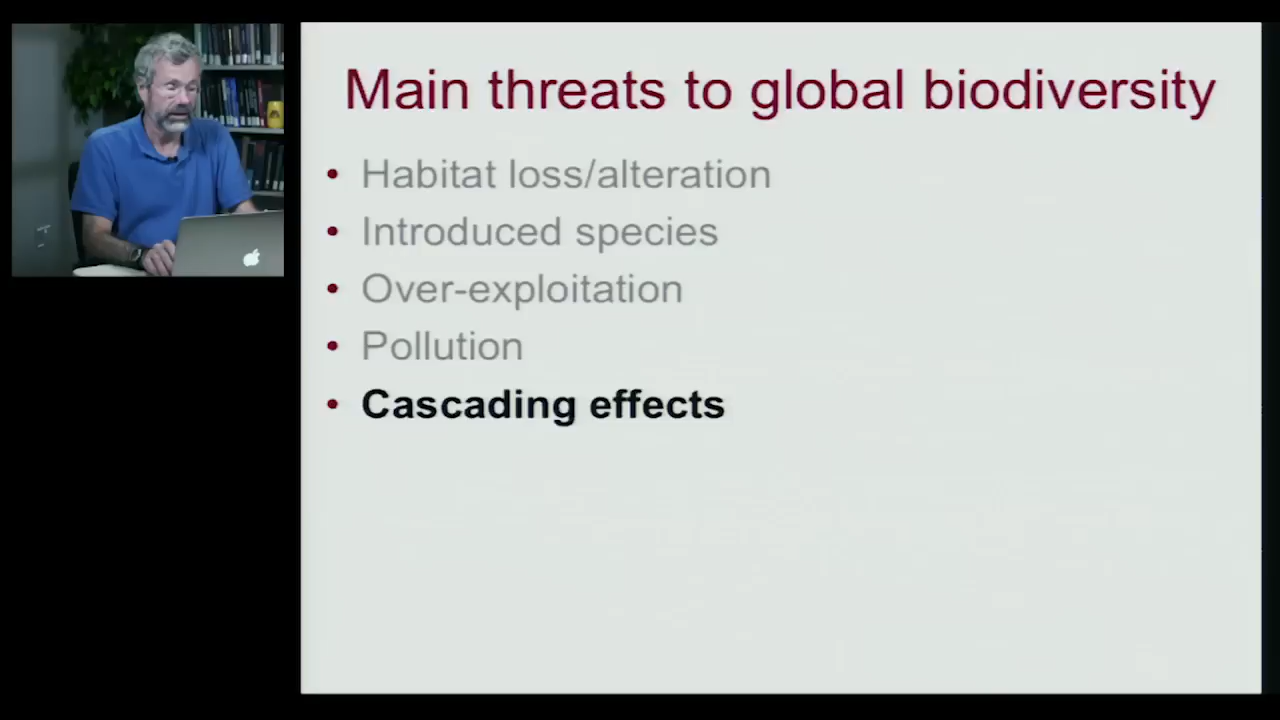 Main threats to global biodiversity
• Habitat loss/alteration
• Introduced species
• Over-exploitation
• Pollution
• Cascading effects